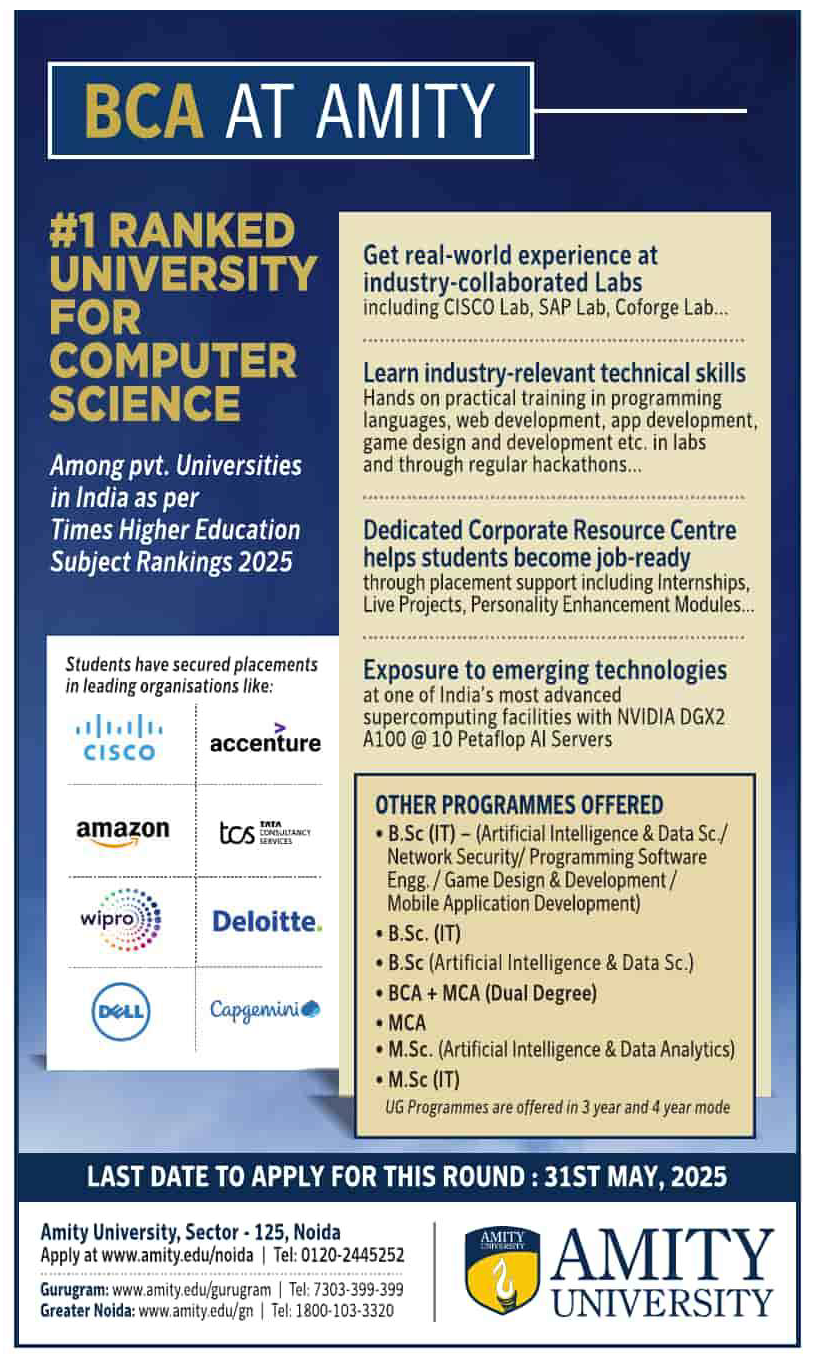 BCA AT AMITY
#1 RANKED
UNIVERSITY
FOR
COMPUTER
SCIENCE
Among pvt. Universities
in India as per
Times Higher Education
Subject Rankings 2025
Get real-world experience at
industry-collaborated Labs
including CISCO Lab, SAP Lab, Coforge Lab...
Learn industry-relevant technical skills
Hands on practical training in programming
languages, web development, app development,
game design and development etc. in labs
and through regular hackathons...
Dedicated Corporate Resource Centre
helps students become job-ready
through placement support including Internships,
Live Projects, Personality Enhancement Modules...
Exposure to emerging technologies
at one of India's most advanced
supercomputing facilities with NVIDIA DGX2
A100 @ 10 Petaflop AI Servers
Students have secured placements
in leading organisations like:
CISCO
accenture
amazon
tcs TATA
CONSULTANCY
SERVICES
wipro
Deloitte.
DELL
Capgemini
OTHER PROGRAMMES OFFERED
• B.Sc (IT) – (Artificial Intelligence & Data Sc./
Network Security/ Programming Software
Engg. / Game Design & Development /
Mobile Application Development)
• B.Sc. (IT)
• B.Sc (Artificial Intelligence & Data Sc.)
• BCA + MCA (Dual Degree)
• MCA
• M.Sc. (Artificial Intelligence & Data Analytics)
• M.Sc (IT)
UG Programmes are offered in 3 year and 4 year mode
LAST DATE TO APPLY FOR THIS ROUND : 31ST MAY, 2025
Amity University, Sector - 125, Noida
Apply at www.amity.edu/noida | Tel: 0120-2445252
Gurugram: www.amity.edu/gurugram | Tel: 7303-399-399
Greater Noida: www.amity.edu/gn | Tel: 1800-103-3320
AMITY
UNIVERSITY
AMITY
UNIVERSITY